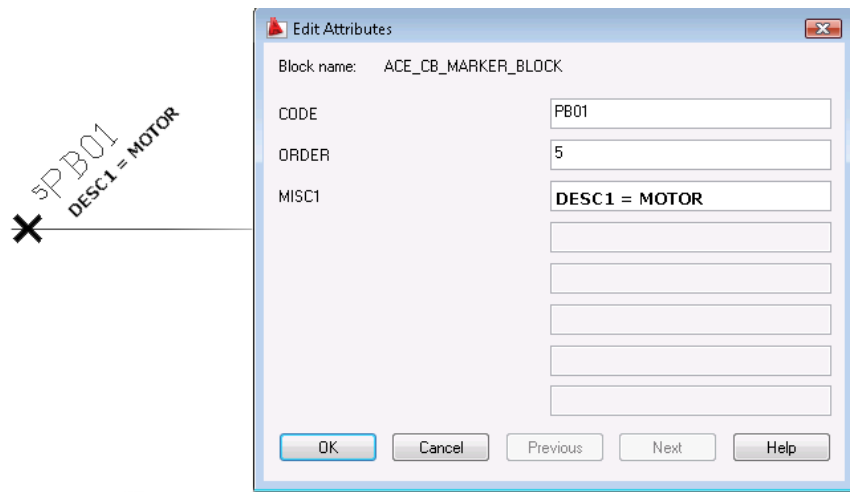 5PB01
DESC1 = MOTOR
Edit Attributes
Block name: ACE_CB_MARKER_BLOCK
CODE PB01
ORDER 5
MISC1 DESC1 = MOTOR
OK Cancel Previous Next Help